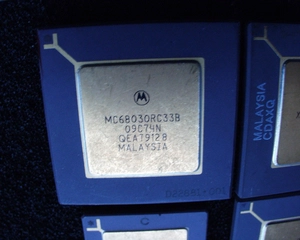 MC68030RC33B
09C74N
QEA7912B
MALAYSIA
MALAYSIA
CDAXQ